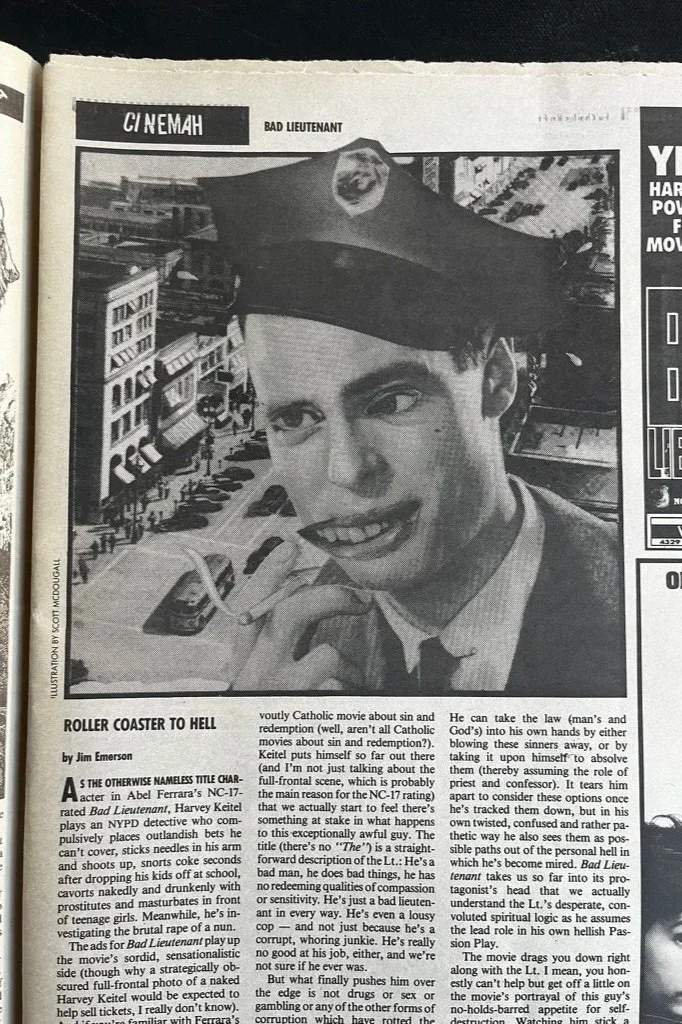 CINEMAH
BAD LIEUTENANT
ILLUSTRATION BY SCOTT MCDOUGALL
ROLLER COASTER TO HELL
by Jim Emerson
AS THE OTHERWISE NAMELESS TITLE CHAR-
acter in Abel Ferrara's NC-17-
rated Bad Lieutenant, Harvey Keitel
plays an NYPD detective who com-
pulsively places outlandish bets he
can't cover, sticks needles in his arm
and shoots up, snorts coke seconds
after dropping his kids off at school,
cavorts nakedly and drunkenly with
prostitutes and masturbates in front
of teenage girls. Meanwhile, he's in-
vestigating the brutal rape of a nun.
The ads for Bad Lieutenant play up
the movie's sordid, sensationalistic
side (though why a strategically ob-
scured full-frontal photo of a naked
Harvey Keitel would be expected to
help sell tickets, I really don't know).
And if you're familiar with Ferrara's
voutly Catholic movie about sin and
redemption (well, aren't all Catholic
movies about sin and redemption?).
Keitel puts himself so far out there
(and I'm not just talking about the
full-frontal scene, which is probably
the main reason for the NC-17 rating)
that we actually start to feel there's
something at stake in what happens
to this exceptionally awful guy. The
title (there's no "The") is a straight-
forward description of the Lt.: He's a
bad man, he does bad things, he has
no redeeming qualities of compassion
or sensitivity. He's just a bad lieuten-
ant in every way. He's even a lousy
cop — and not just because he's a
corrupt, whoring junkie. He's really
no good at his job, either, and we're
not sure if he ever was.
But what finally pushes him over
the edge is not drugs or sex or
gambling or any of the other forms of
corruption which have rotted the
He can take the law (man's and
God's) into his own hands by either
blowing these sinners away, or by
taking it upon himself to absolve
them (thereby assuming the role of
priest and confessor). It tears him
apart to consider these options once
he's tracked them down, but in his
own twisted, confused and rather pa-
thetic way he also sees them as pos-
sible paths out of the personal hell in
which he's become mired. Bad Lieu-
tenant takes us so far into its pro-
tagonist's head that we actually
understand the Lt.'s desperate, con-
voluted spiritual logic as he assumes
the lead role in his own hellish Pas-
sion Play.
The movie drags you down right
along with the Lt. I mean, you hon-
estly can't help but get off a little on
the movie's portrayal of this guy's
no-holds-barred appetite for self-
destruction. Watching him stick a
HAR
POW
F
MOV
4329